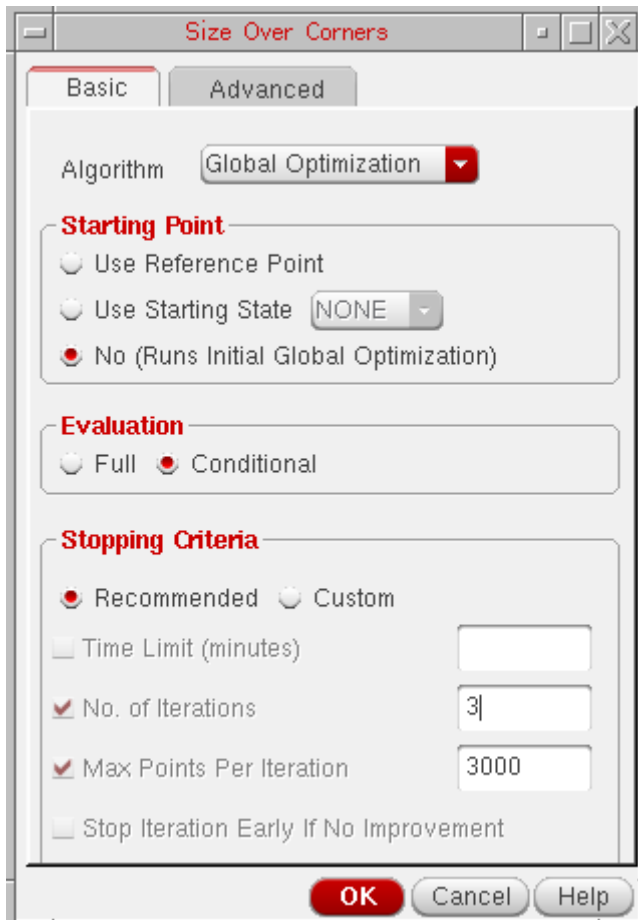 Size Over Corners
Basic Advanced
Algorithm Global Optimization
Starting Point
Use Reference Point
Use Starting State NONE
No (Runs Initial Global Optimization)
Evaluation
Full Conditional
Stopping Criteria
Recommended Custom
Time Limit (minutes)
No. of Iterations 3
Max Points Per Iteration 3000
Stop Iteration Early If No Improvement
OK Cancel Help